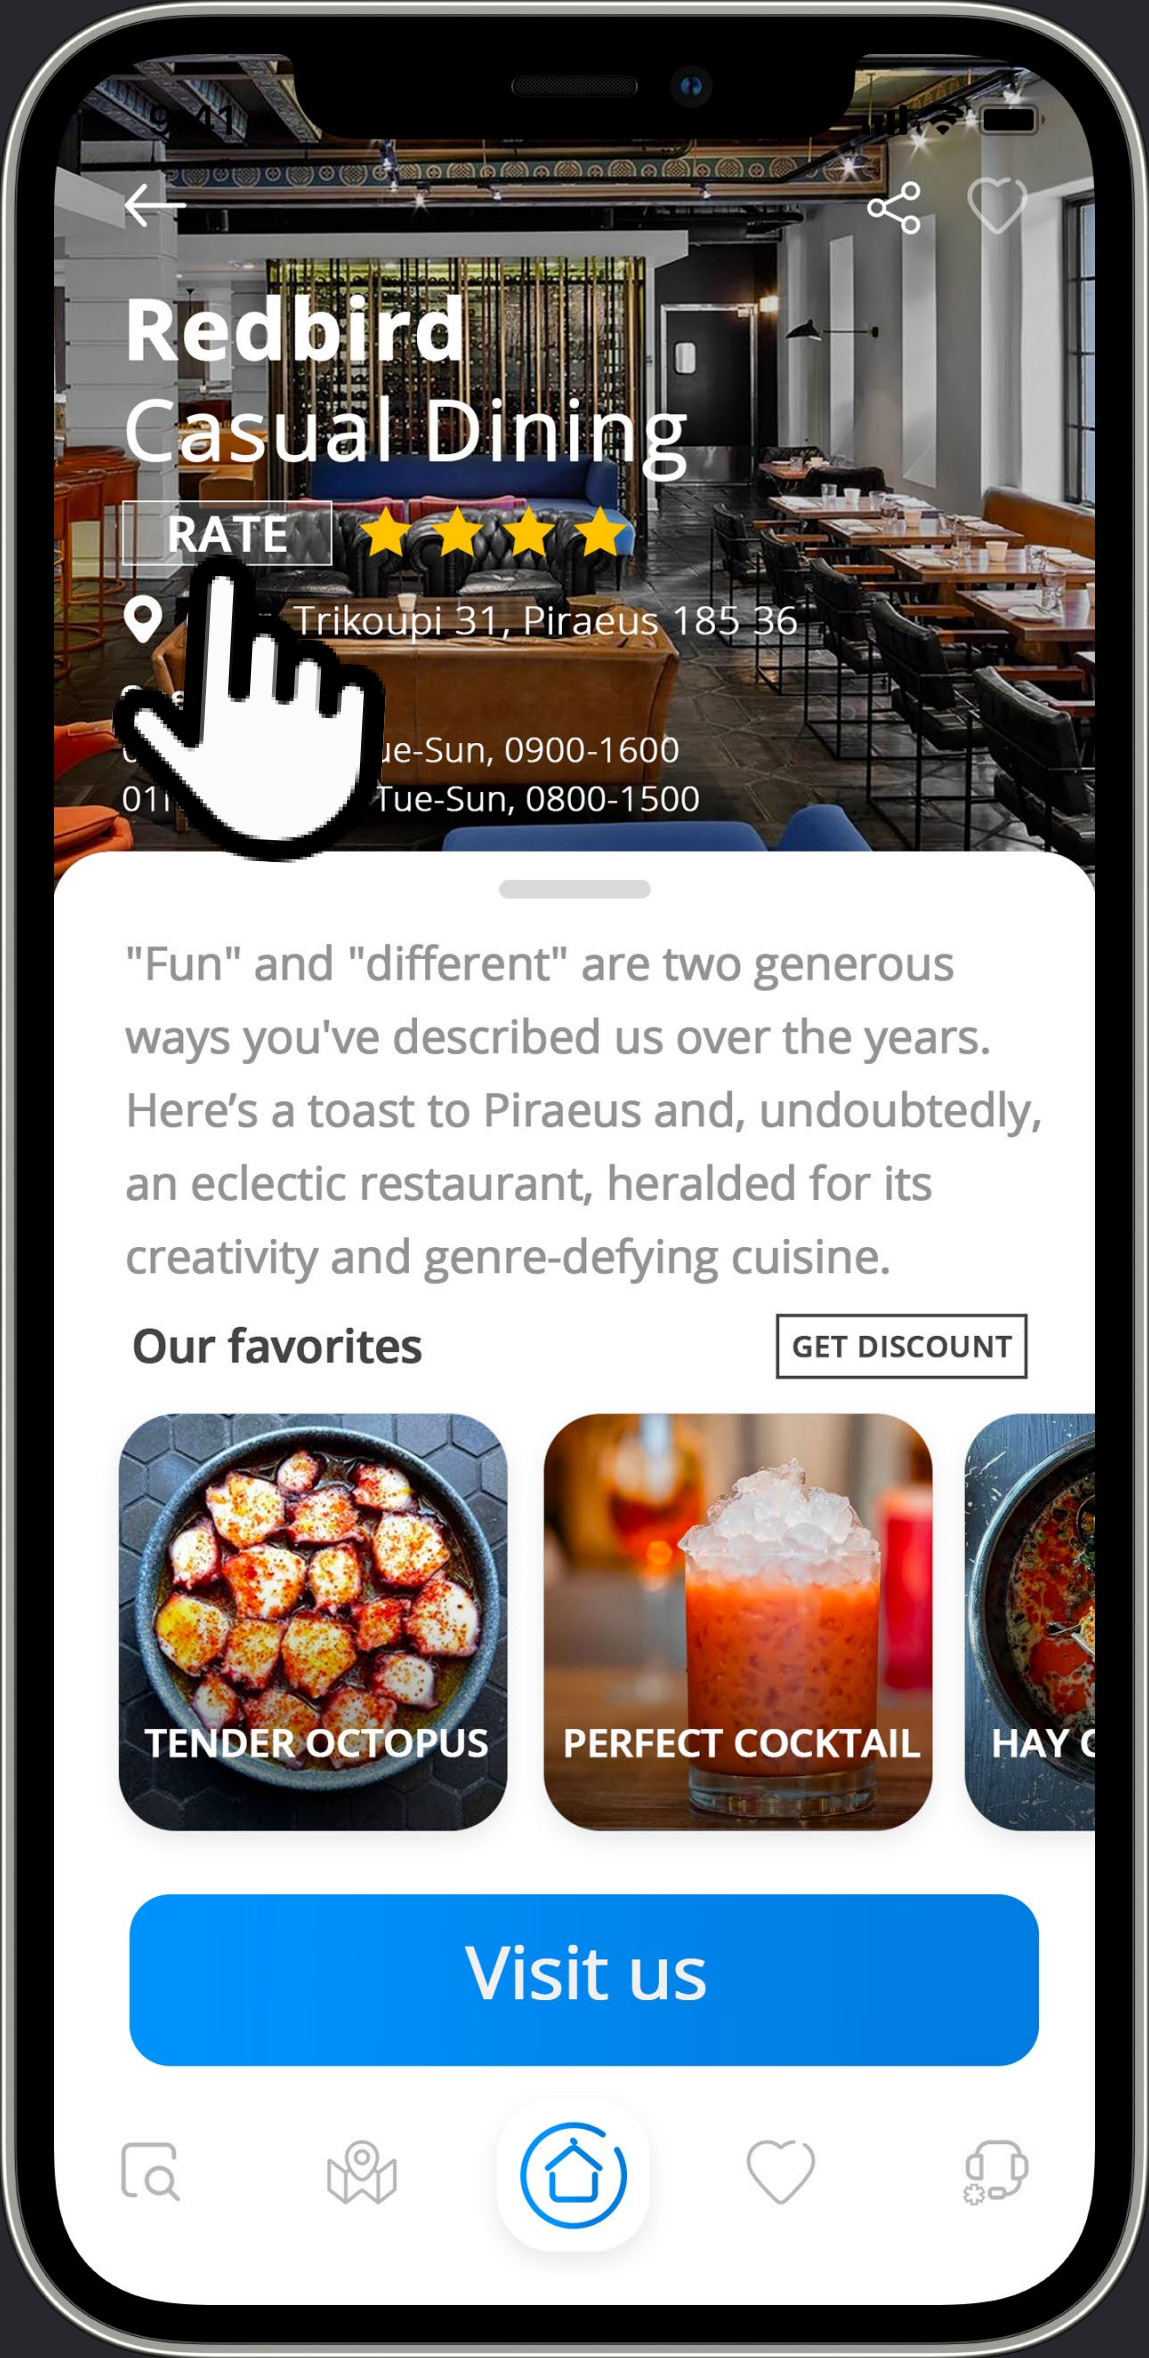 9:41
Redbird
Casual Dining
RATE
Trikoupi 31, Piraeus 185 36
Tue-Sun, 0900-1600
Tue-Sun, 0800-1500
"Fun" and "different" are two generous
ways you've described us over the years.
Here’s a toast to Piraeus and, undoubtedly,
an eclectic restaurant, heralded for its
creativity and genre-defying cuisine.
Our favorites
GET DISCOUNT
TENDER OCTOPUS
PERFECT COCKTAIL
HAY
Visit us